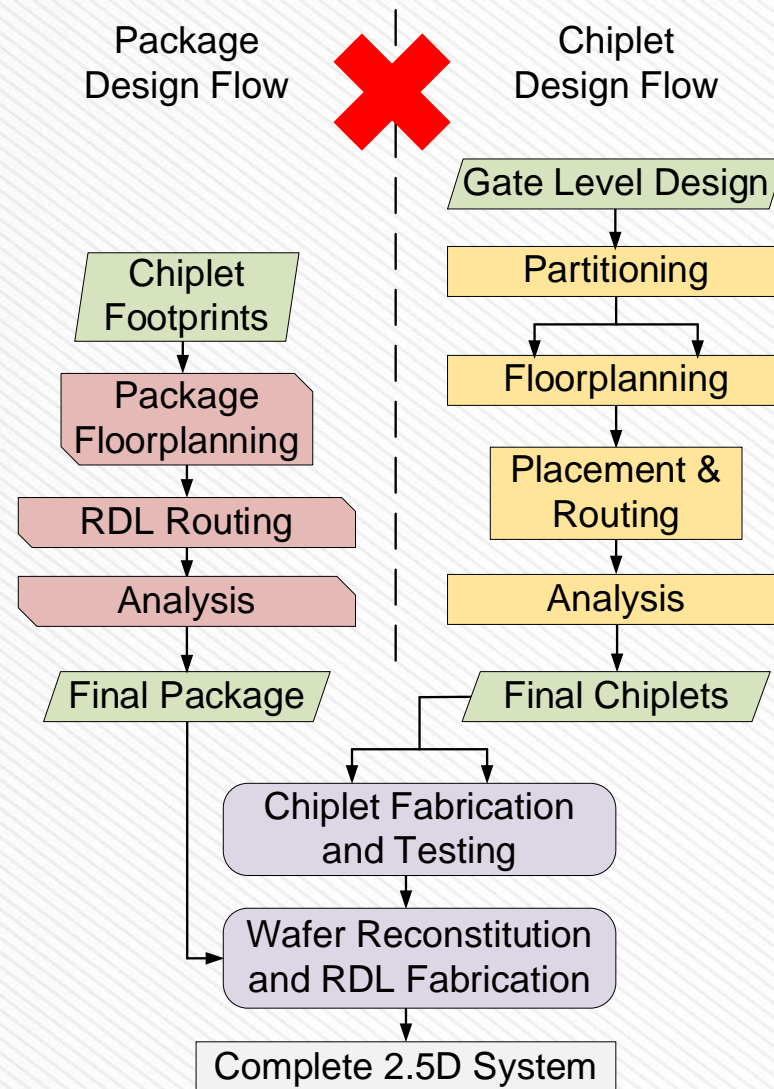 Package
Design Flow
Chiplet
Design Flow
Gate Level Design
Partitioning
Floorplanning
Placement &
Routing
Analysis
Final Chiplets
Chiplet
Footprints
Package
Floorplanning
RDL Routing
Analysis
Final Package
Chiplet Fabrication
and Testing
Wafer Reconstitution
and RDL Fabrication
Complete 2.5D System